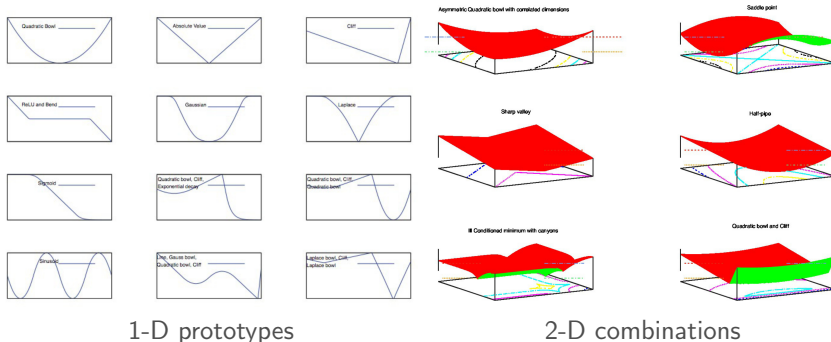 Quadratic Bowl
Absolute Value
Cliff
ReLU and Bend
Gaussian
Laplace
Sigmoid
Quadratic bowl, Cliff,
Exponential decay
Quadratic bowl, Cliff,
Quadratic bowl
Sinusoid
Line, Gauss bowl,
Quadratic bowl, Cliff
Laplace bowl, Cliff,
Laplace bowl
1-D prototypes
Asymmetric Quadratic bowl with correlated dimensions
Saddle point
Sharp valley
Half-pipe
Ill Conditioned minimum with canyons
Quadratic bowl and Cliff
2-D combinations